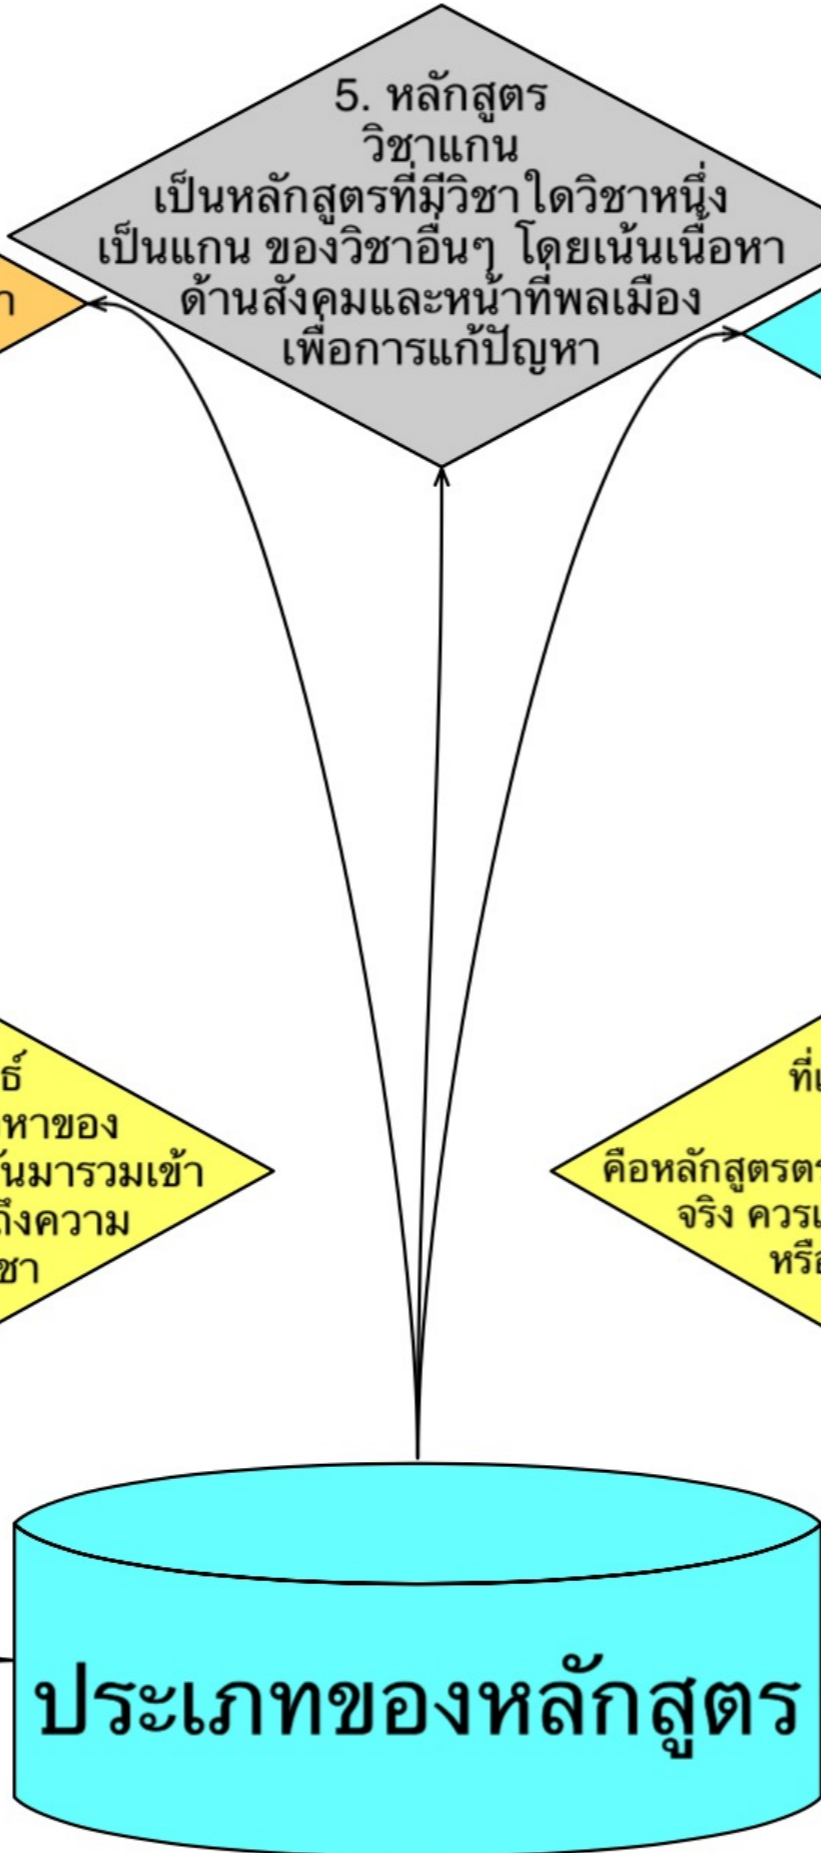 5. หลักสูตร
วิชาแกน
เป็นหลักสูตรที่มีวิชาใดวิชาหนึ่ง
เป็นแกน ของวิชาอื่นๆ โดยเน้นเนื้อหา
ด้านสังคมและหน้าที่พลเมือง
เพื่อการแก้ปัญหา
หาของ
นมารวมเข้า
ถึงความ
คือหลักสูตร
จริง ควร
ประเภทของหลักสูตร